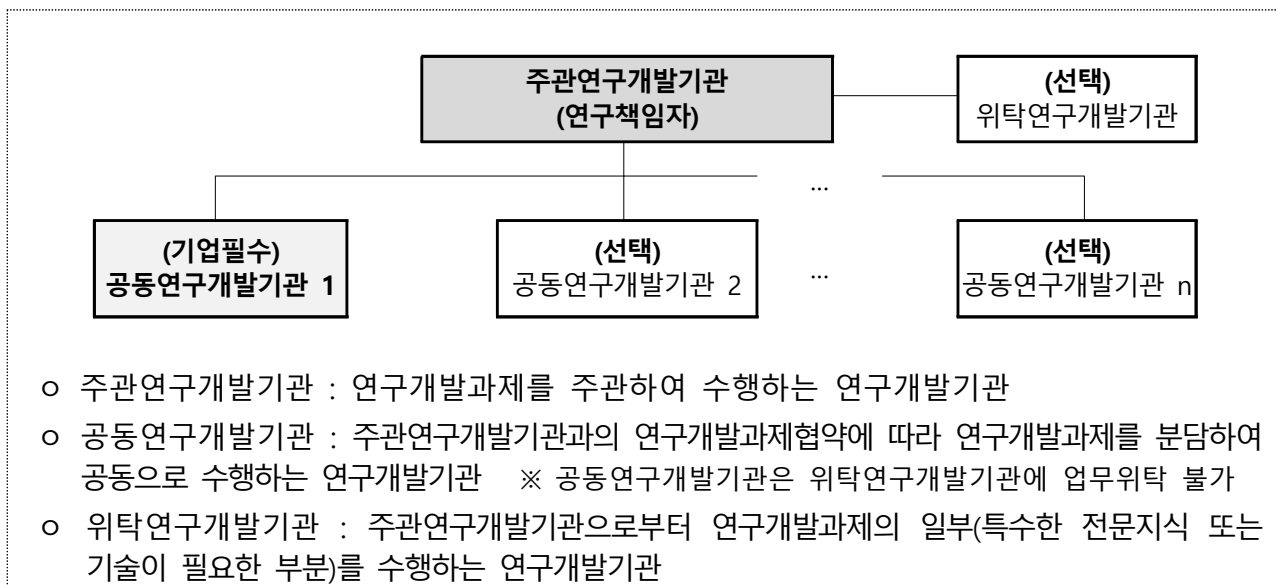 주관연구개발기관
(연구책임자)
(선택)
위탁연구개발기관
...
(기업필수)
공동연구개발기관 1
(선택)
공동연구개발기관 2
...
(선택)
공동연구개발기관 n
ㅇ 주관연구개발기관 : 연구개발과제를 주관하여 수행하는 연구개발기관
ㅇ 공동연구개발기관 : 주관연구개발기관과의 연구개발과제협약에 따라 연구개발과제를 분담하여
공동으로 수행하는 연구개발기관 ※ 공동연구개발기관은 위탁연구개발기관에 업무위탁 불가
ㅇ 위탁연구개발기관 : 주관연구개발기관으로부터 연구개발과제의 일부(특수한 전문지식 또는
기술이 필요한 부분)를 수행하는 연구개발기관